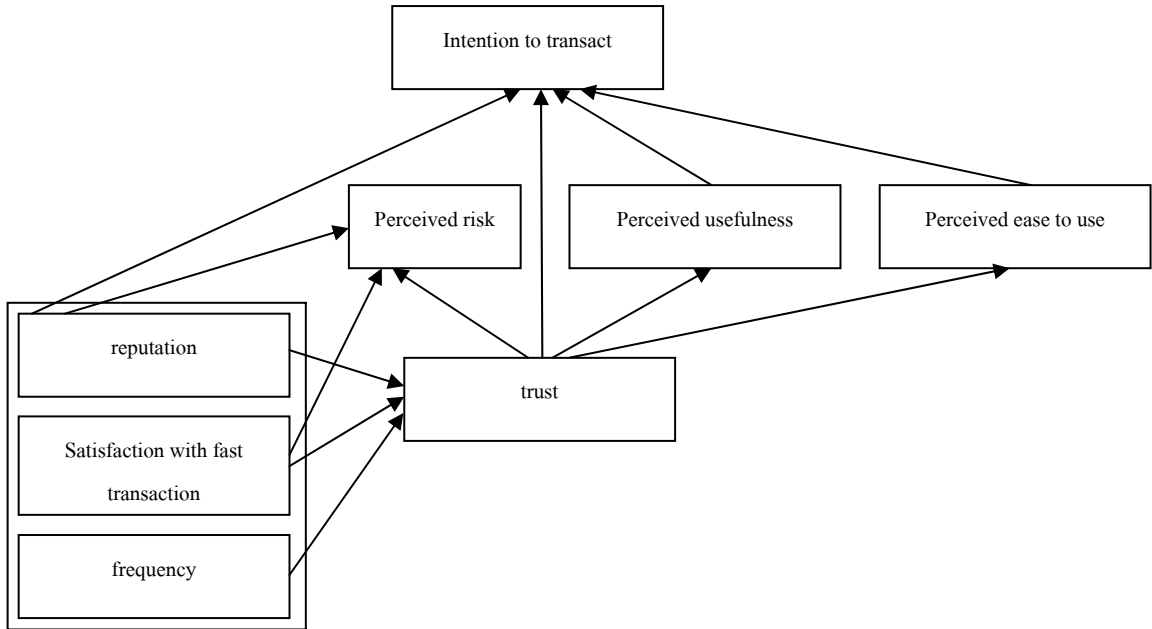 Intention to transact
Perceived risk
Perceived usefulness
Perceived ease to use
reputation
trust
Satisfaction with fast
transaction
frequency